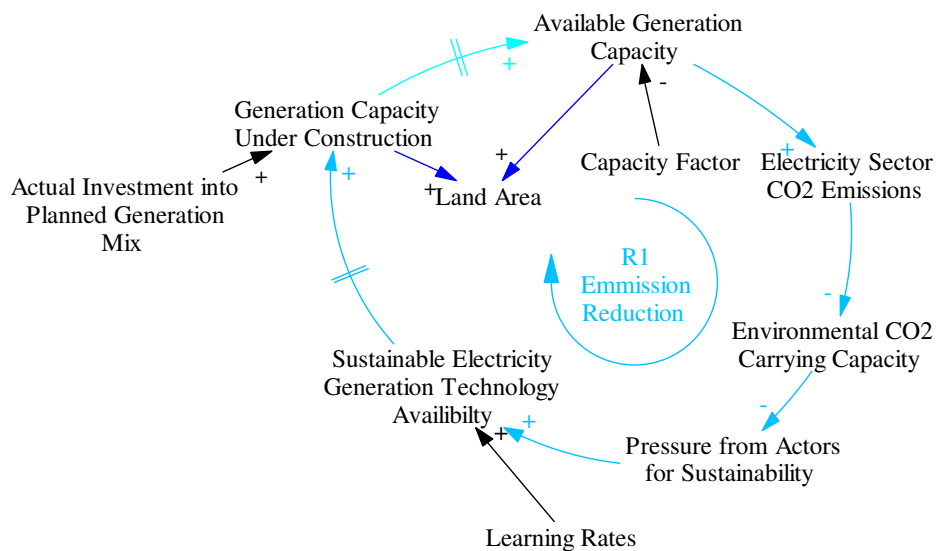 Available Generation
Capacity
+
-
Generation Capacity
Under Construction
+
Capacity Factor
+
Electricity Sector
CO2 Emissions
+
+
Actual Investment into
Planned Generation
Mix
+
Land Area
R1
Emmission
Reduction
-
Environmental CO2
Carrying Capacity
Sustainable Electricity
Generation Technology
Availibilty
-
+
+
Pressure from Actors
for Sustainability
Learning Rates